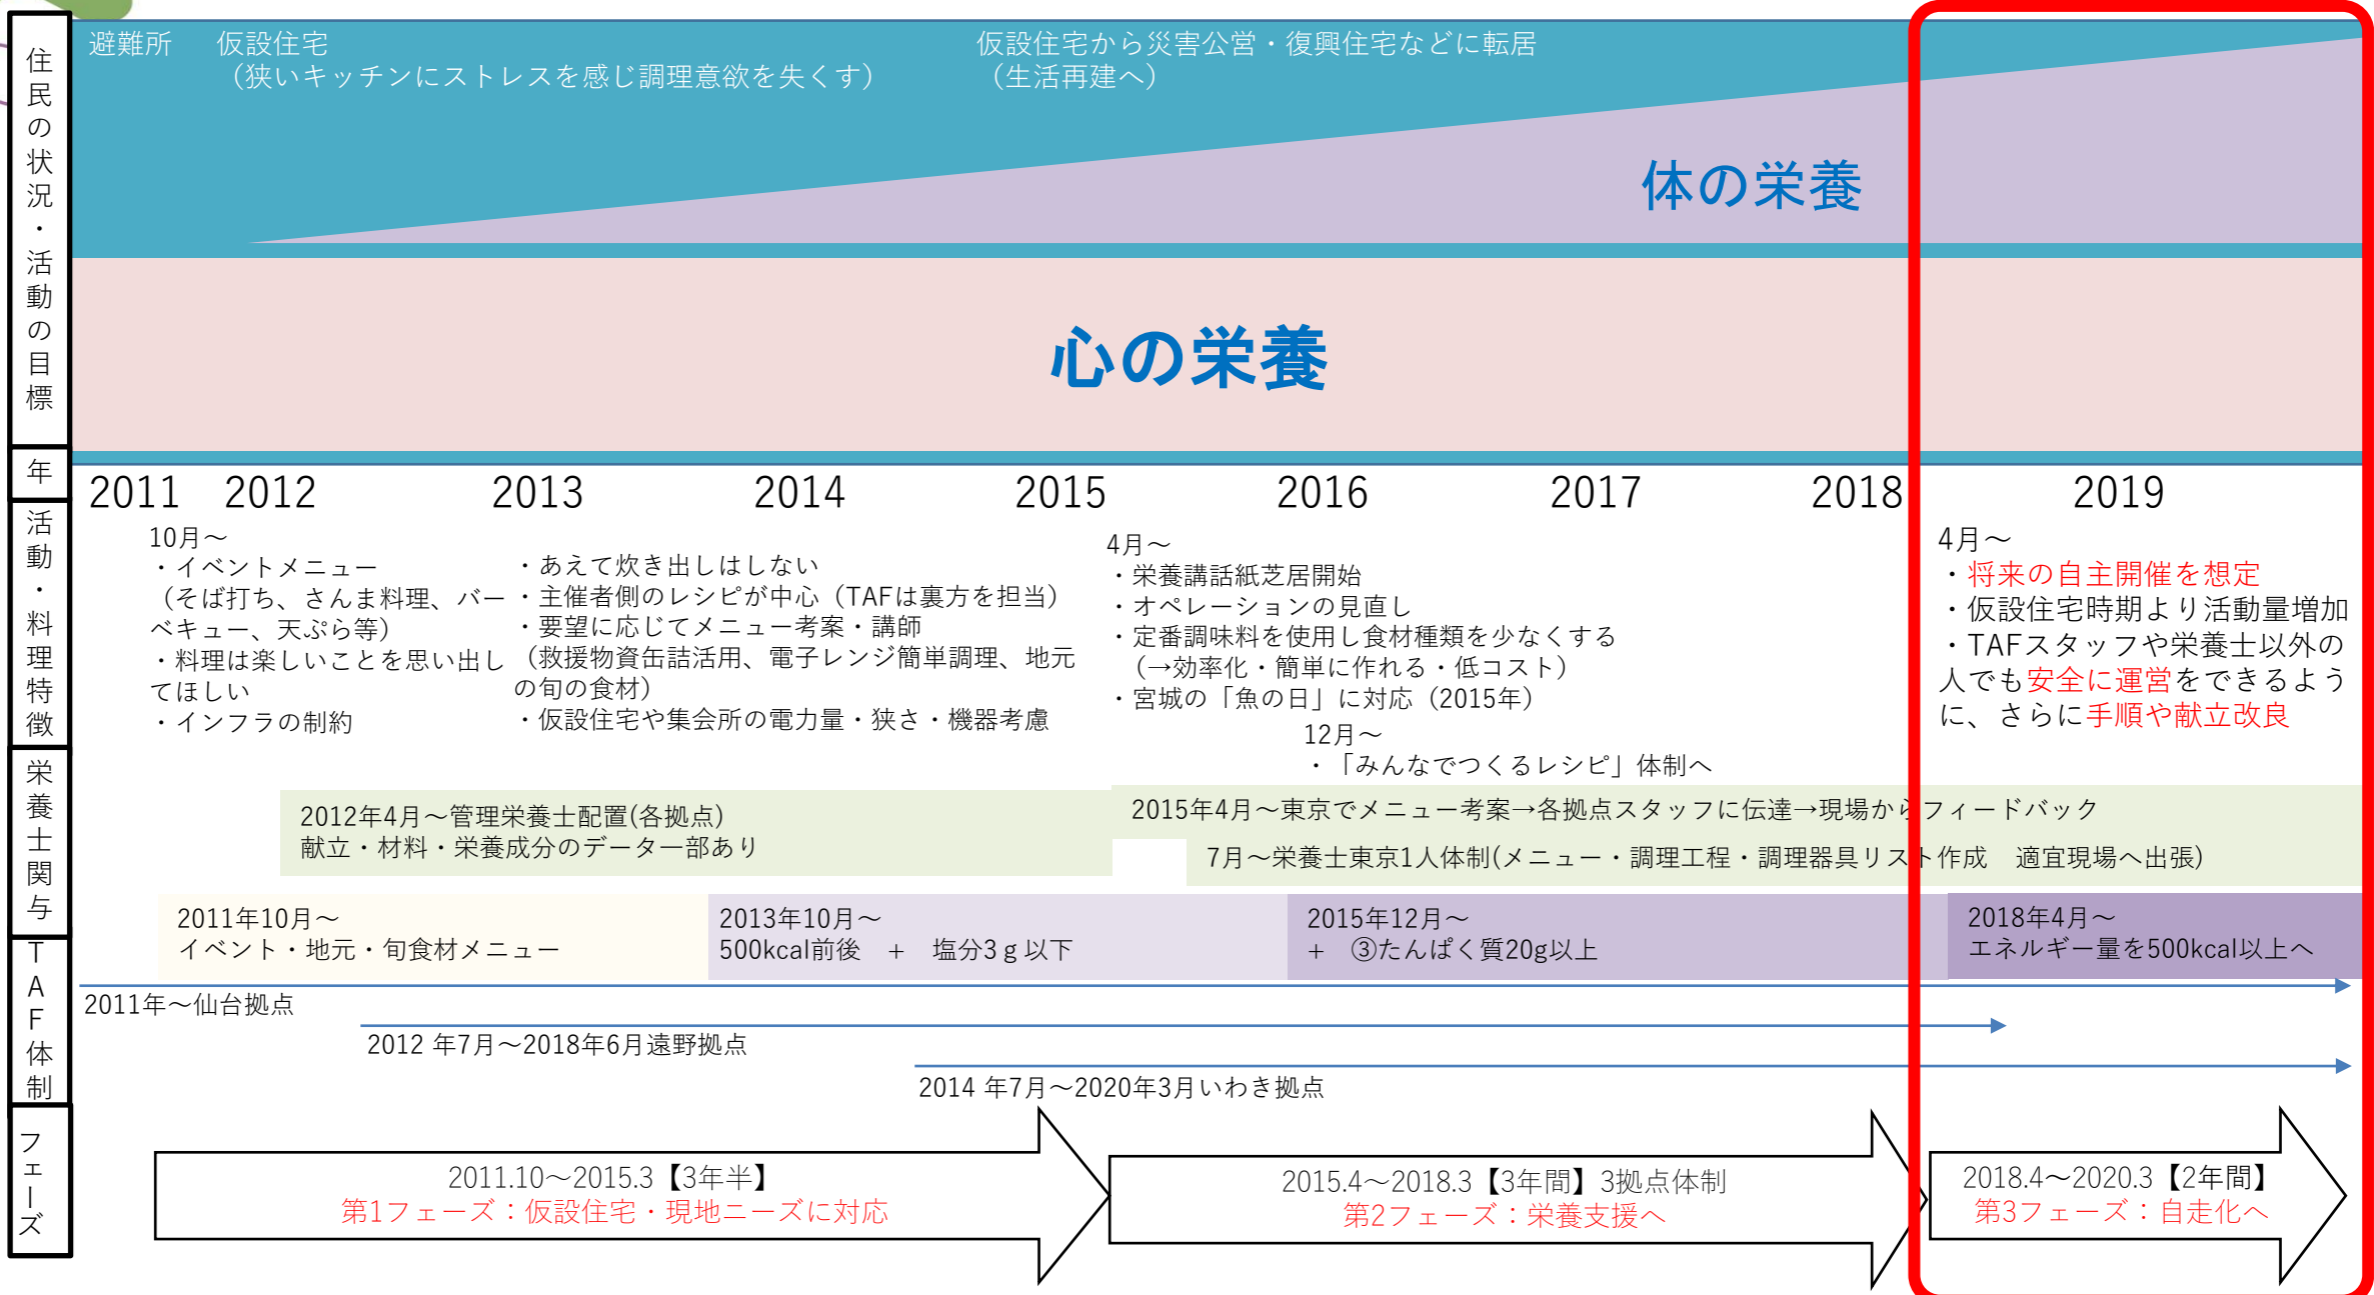 住民の状況・活動の目標
避難所
仮設住宅
（狭いキッチンにストレスを感じ調理意欲を失くす）
仮設住宅から災害公営・復興住宅などに転居
（生活再建へ）
体の栄養
心の栄養
年
2011
2012
2013
2014
2015
2016
2017
2018
2019
活動・料理特徴
10月～
・イベントメニュー
（そば打ち、さんま料理、バー
ベキュー、天ぷら等）
・料理は楽しいことを思い出し
てほしい
・インフラの制約
・あえて炊き出しはしない
・主催者側のレシピが中心（TAFは裏方を担当）
・要望に応じてメニュー考案・講師
（救援物資缶詰活用、電子レンジ簡単調理、地元
の旬の食材）
・仮設住宅や集会所の電力量・狭さ・機器考慮
4月～
・栄養講話紙芝居開始
・オペレーションの見直し
・定番調味料を使用し食材種類を少なくする
（→効率化・簡単に作れる・低コスト）
・宮城の「魚の日」に対応（2015年）
12月～
・「みんなでつくるレシピ」体制へ
4月～
・将来の自主開催を想定
・仮設住宅時期より活動量増加
・TAFスタッフや栄養士以外の
人でも安全に運営をできるよう
に、さらに手順や献立改良
栄養士関与
2012年4月～管理栄養士配置(各拠点)
献立・材料・栄養成分のデータ一部あり
2015年4月～東京でメニュー考案→各拠点スタッフに伝達→現場からフィードバック
7月～栄養士東京1人体制(メニュー・調理工程・調理器具リスト作成　適宜現場へ出張)
2011年10月～
イベント・地元・旬食材メニュー
2013年10月～
500kcal前後　+　塩分3ｇ以下
2015年12月～
+　③たんぱく質20g以上
2018年4月～
エネルギー量を500kcal以上へ
TAF体制
2011年～仙台拠点
2012 年7月～2018年6月遠野拠点
2014 年7月～2020年3月いわき拠点
フェーズ
2011.10～2015.3【3年半】
第1フェーズ：仮設住宅・現地ニーズに対応
2015.4～2018.3【3年間】3拠点体制
第2フェーズ：栄養支援へ
2018.4～2020.3【2年間】
第3フェーズ：自走化へ